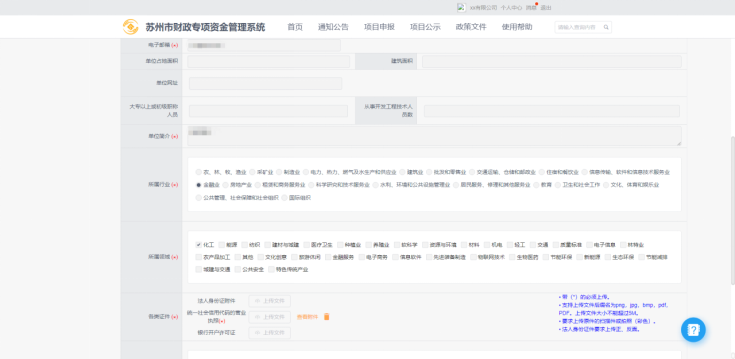 xx有限公司 个人中心 消息 退出
苏州市财政专项资金管理系统 首页 通知公告 项目申报 项目公示 政策文件 使用帮助 请输入查询内容
电子邮箱 (*)
单位占地面积 建筑面积
单位网址
大专以上或初级职称人员 从事开发工程技术人员数
单位简介 (*)
所属行业 (*)
农、林、牧、渔业 采矿业 制造业 电力、热力、燃气及水生产和供应业 建筑业 批发和零售业 交通运输、仓储和邮政业 住宿和餐饮业 信息传输、软件和信息技术服务业
金融业 房地产业 租赁和商务服务业 科学研究和技术服务业 水利、环境和公共设施管理业 居民服务、修理和其他服务业 教育 卫生和社会工作 文化、体育和娱乐业
公共管理、社会保障和社会组织 国际组织
所属领域 (*)
化工 能源 纺织 建材与城建 医疗卫生 种植业 养殖业 软科学 资源与环境 材料 机电 轻工 交通 质量标准 电子信息 林特业
农产品加工 其他 文化创意 旅游休闲 金融服务 电子商务 信息软件 先进装备制造 物联网技术 生物医药 节能环保 新能源 生态环保 节能减排
城建与交通 公共安全 特色传统产业
资质证件 (*)
法人身份证附件 上传文件
统一社会信用代码的营业执照(*) 上传文件 查看附件
银行开户许可证 上传文件
• 带（*）的必须上传。
• 支持上传文件后缀名为png, jpg, bmp, pdf, PDF。上传文件大小不能超过5M。
• 要求上传原件的扫描件或拍照（彩色）。
• 法人身份证件要求上传正、反面。